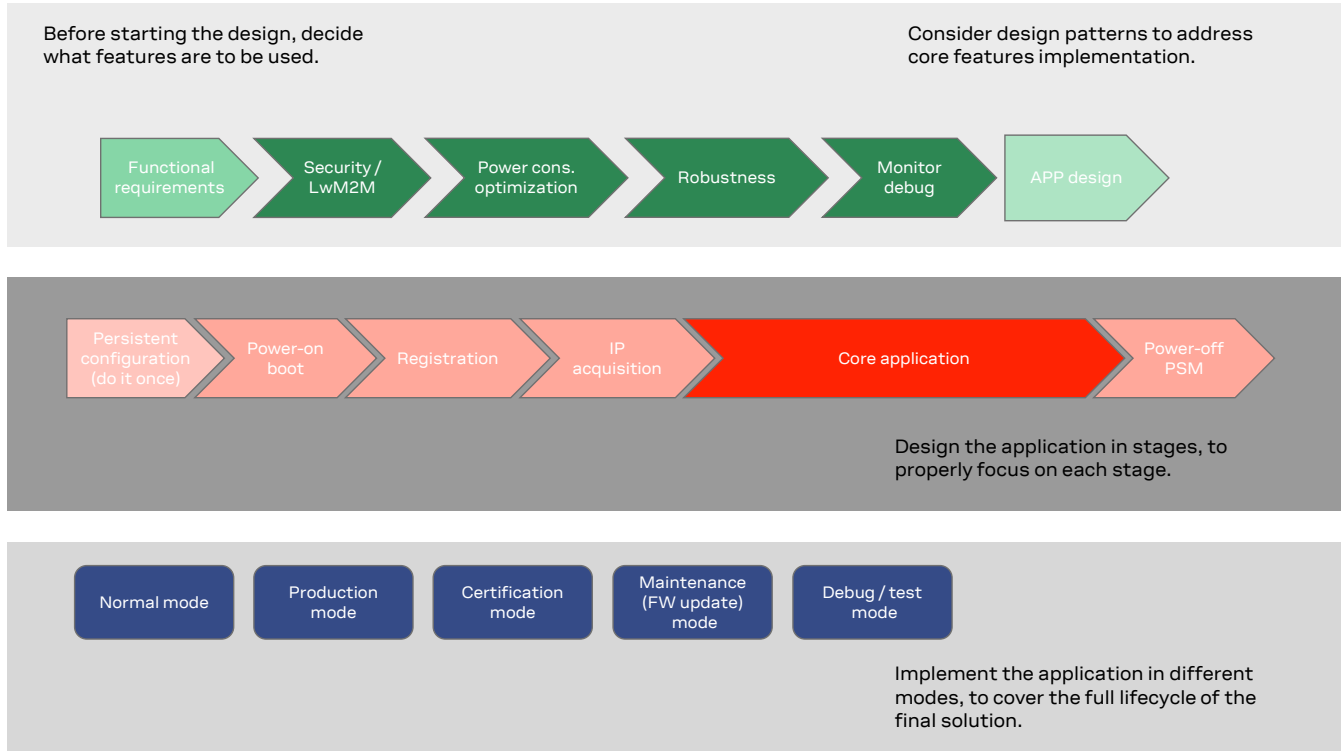 Before starting the design, decide
what features are to be used.
Consider design patterns to address
core features implementation.
Functional
requirements
Security /
LwM2M
Power cons.
optimization
Robustness
Monitor
debug
APP design
Persistent
configuration
(do it once)
Power-on
boot
Registration
IP
acquisition
Core application
Power-off
PSM
Design the application in stages, to
properly focus on each stage.
Normal mode
Production
mode
Certification
mode
Maintenance
(FW update)
mode
Debug / test
mode
Implement the application in different
modes, to cover the full lifecycle of the
final solution.